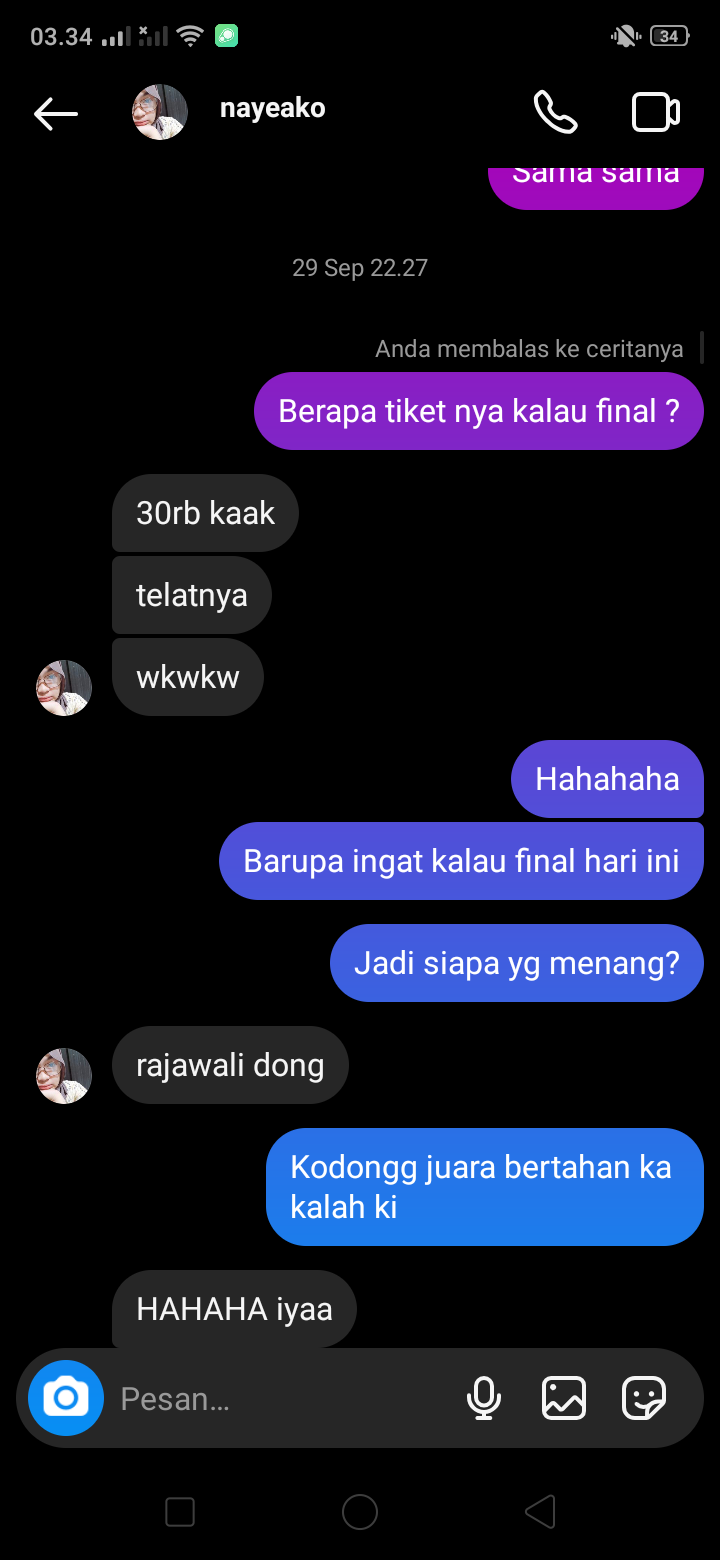 03.34
34
nayeako
Sama sama
29 Sep 22.27
Anda membalas ke ceritanya
Berapa tiket nya kalau final ?
30rb kaak
telatnya
wkwkw
Hahahaha
Barupa ingat kalau final hari ini
Jadi siapa yg menang?
rajawali dong
Kodongg juara bertahan ka
kalah ki
HAHAHA iyaa
Pesan...